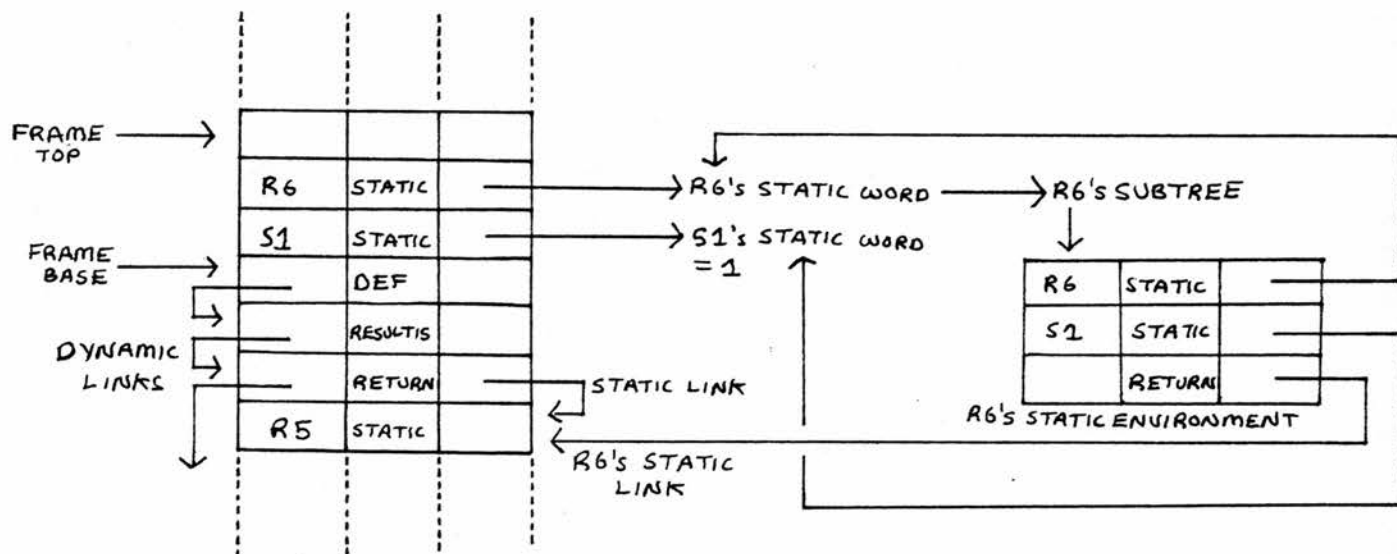 FRAME TOP
R6 STATIC
R6'S STATIC WORD
R6'S SUBTREE
S1 STATIC
S1'S STATIC WORD
= 1
FRAME BASE
DEF
RESULTIS
DYNAMIC LINKS
RETURN
STATIC LINK
R5 STATIC
R6 STATIC
S1 STATIC
RETURN
R6'S STATIC ENVIRONMENT
R6'S STATIC
LINK